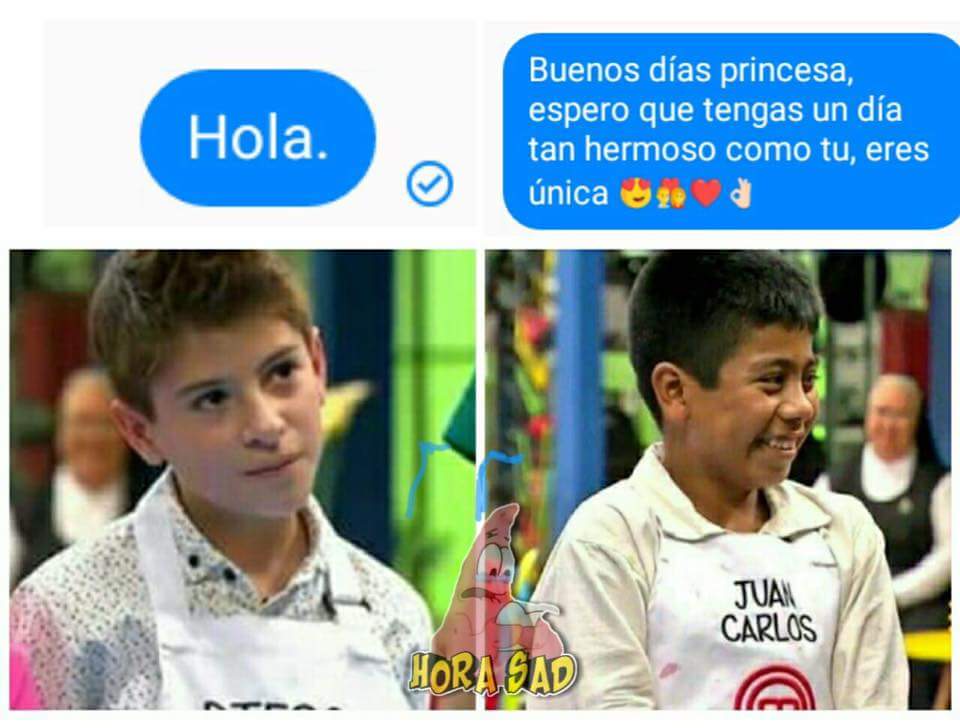 Hola.
Buenos días princesa,
espero que tengas un día
tan hermoso como tu, eres
única 😍💏❤️👌🏻
JUAN
CARLOS
HORA SAD